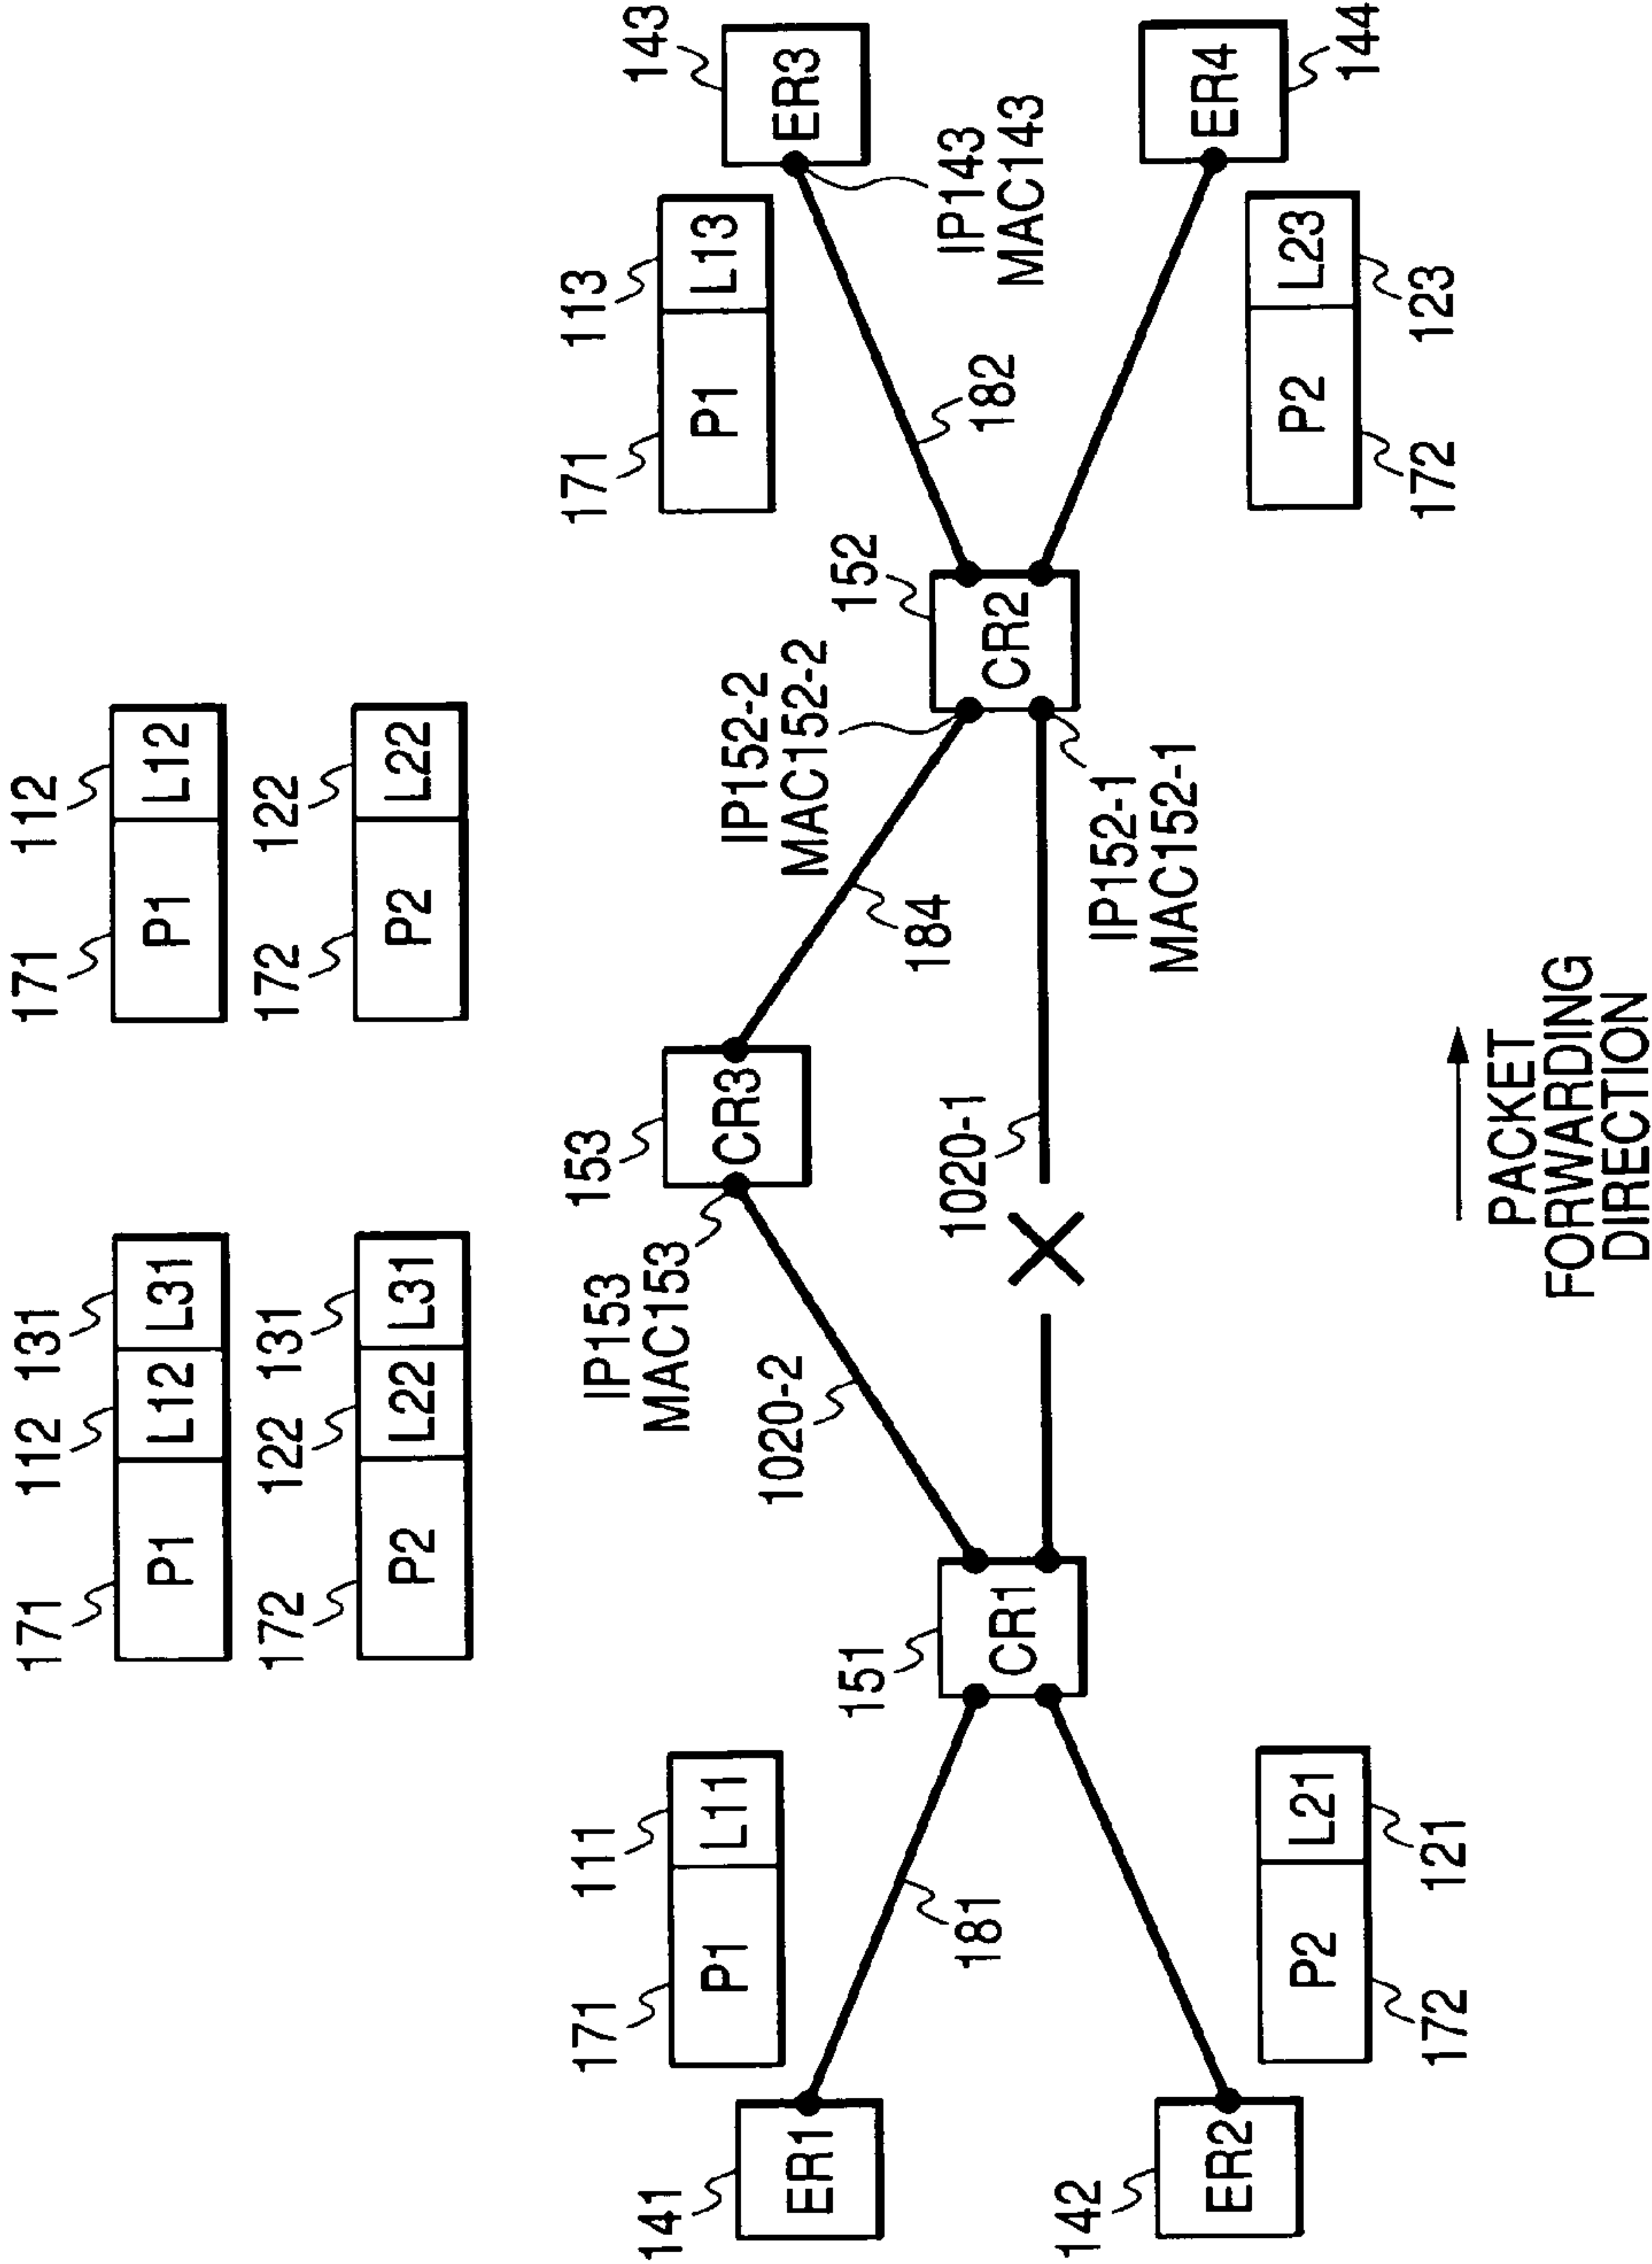 171 112 131 171 112
P1 L12 L31 P1 L12
172 122 131 172 122
P2 L22 L31 P2 L22
171 111 153 171 113
IP153
MAC153
143
141
P1 L11
CR3
P1 L13
IP152-2
MAC152-2
1020-2
ER3
ER1
151
152
184
1020-1
IP143
MAC143
181
182
CR1
CR2
142
IP152-1
MAC152-1
ER4
ER2
P2 L21
P2 L23
144
172 121
172 123
PACKET
FORWARDING
DIRECTION